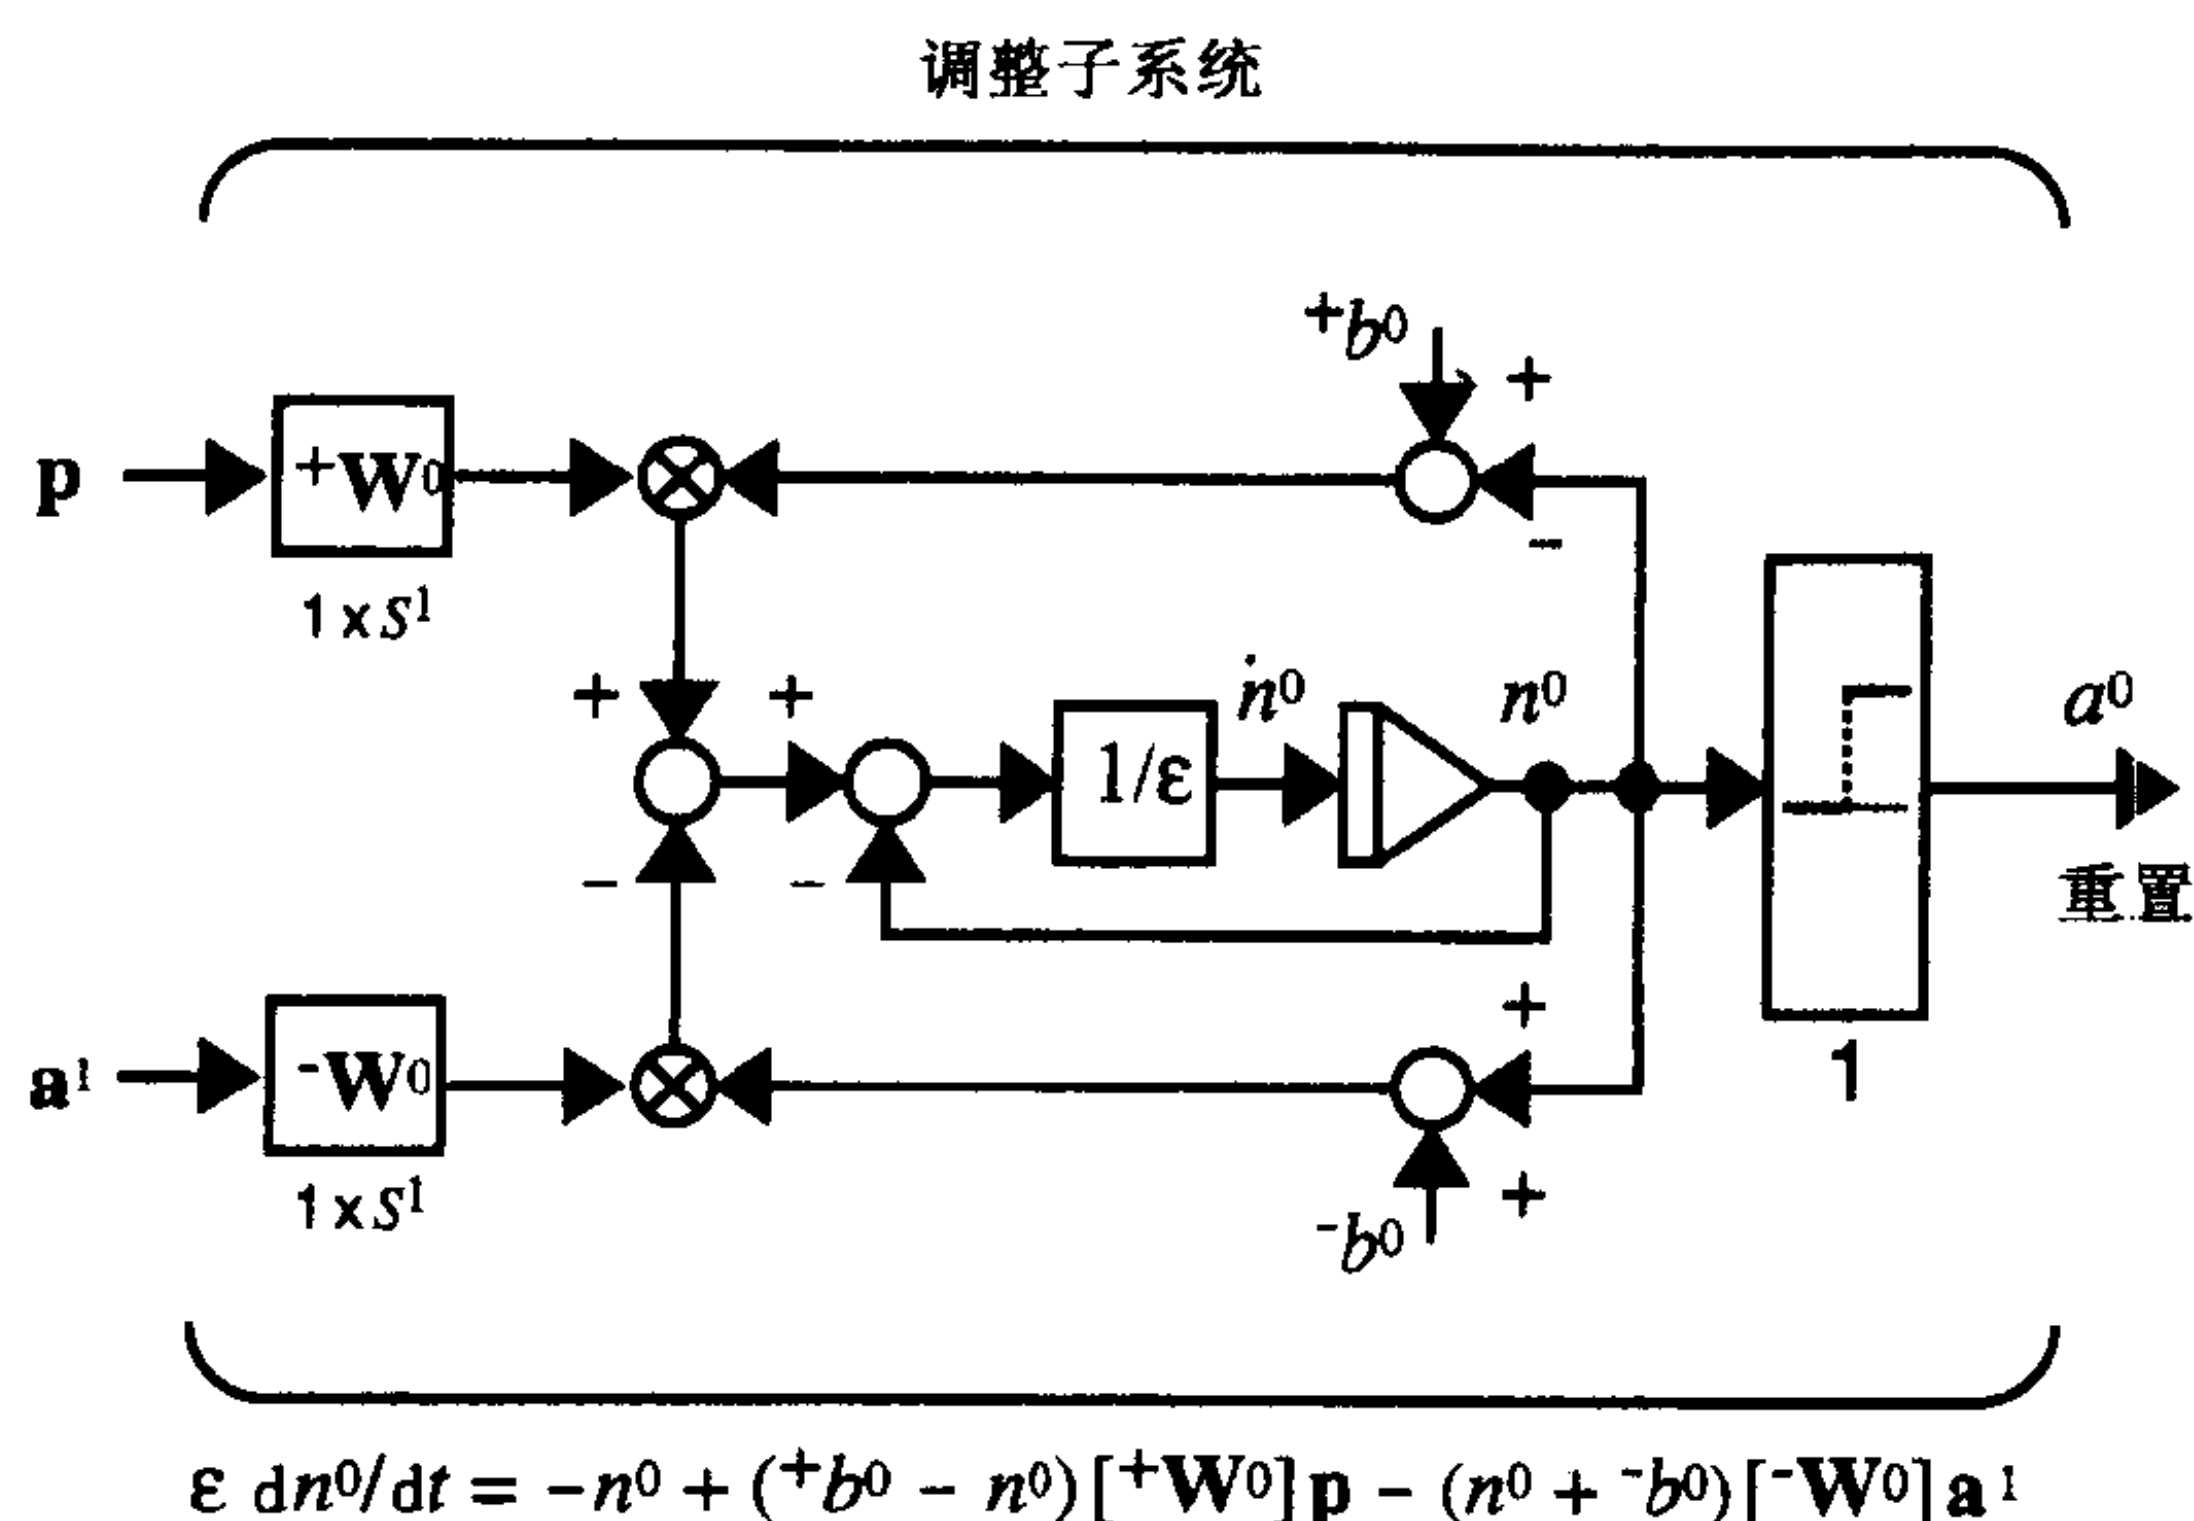 调整子系统
⁺b⁰
+
p
⁺W⁰
-
1×S¹
+
+
ṅ⁰
n⁰
a⁰
1/ε
-
-
重置
+
a¹
⁻W⁰
1
1×S¹
+
⁻b⁰
ε dn⁰/dt = -n⁰ + (⁺b⁰ - n⁰)[⁺W⁰]p - (n⁰ + ⁻b⁰)[⁻W⁰]a¹